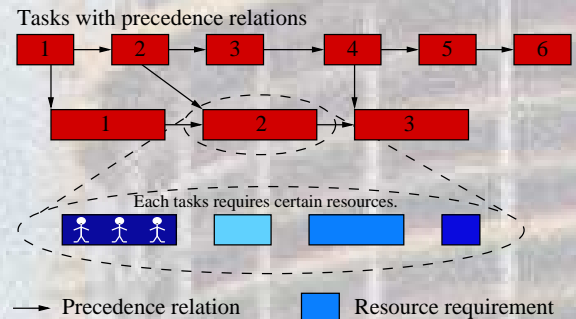 Tasks with precedence relations
1 2 3 4 5 6
1 2 3
Each tasks requires certain resources.
Precedence relation Resource requirement